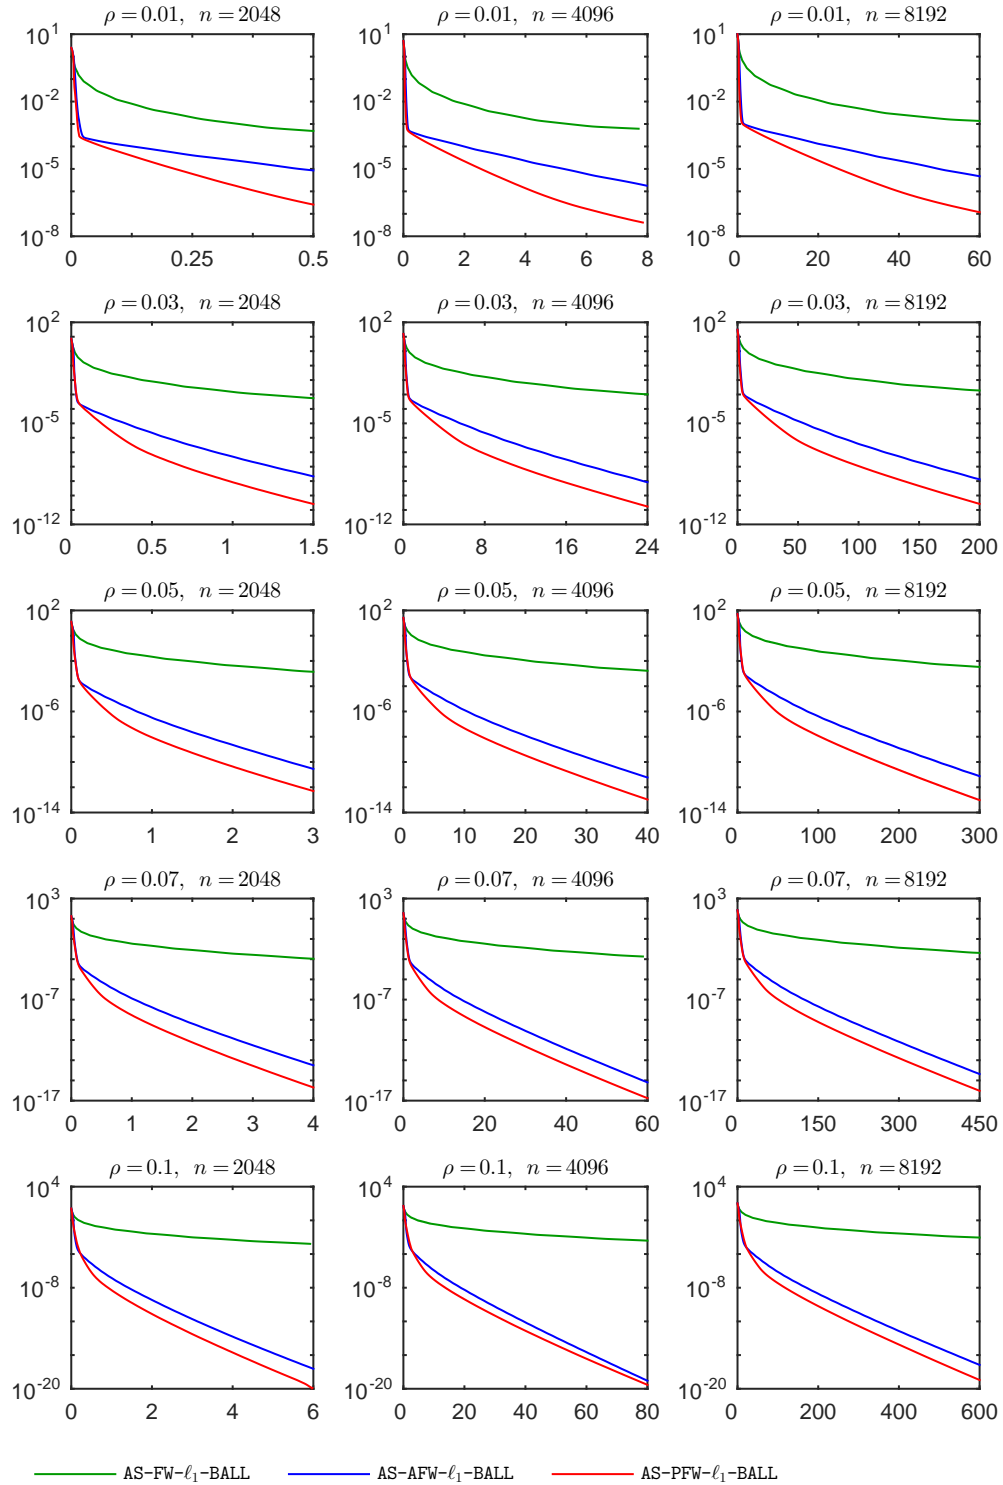 ρ = 0.01, n = 2048
ρ = 0.01, n = 4096
ρ = 0.01, n = 8192
10^1
10^-2
10^-5
10^-8
0 0.25 0.5
10^1
10^-2
10^-5
10^-8
0 2 4 6 8
10^1
10^-2
10^-5
10^-8
0 20 40 60
ρ = 0.03, n = 2048
ρ = 0.03, n = 4096
ρ = 0.03, n = 8192
10^2
10^-5
10^-12
0 0.5 1 1.5
10^2
10^-5
10^-12
0 8 16 24
10^2
10^-5
10^-12
0 50 100 150 200
ρ = 0.05, n = 2048
ρ = 0.05, n = 4096
ρ = 0.05, n = 8192
10^2
10^-6
10^-14
0 1 2 3
10^2
10^-6
10^-14
0 10 20 30 40
10^2
10^-6
10^-14
0 100 200 300
ρ = 0.07, n = 2048
ρ = 0.07, n = 4096
ρ = 0.07, n = 8192
10^3
10^-7
10^-17
0 1 2 3 4
10^3
10^-7
10^-17
0 20 40 60
10^3
10^-7
10^-17
0 150 300 450
ρ = 0.1, n = 2048
ρ = 0.1, n = 4096
ρ = 0.1, n = 8192
10^4
10^-8
10^-20
0 2 4 6
10^4
10^-8
10^-20
0 20 40 60 80
10^4
10^-8
10^-20
0 200 400 600
AS-FW-ℓ₁-BALL
AS-AFW-ℓ₁-BALL
AS-PFW-ℓ₁-BALL